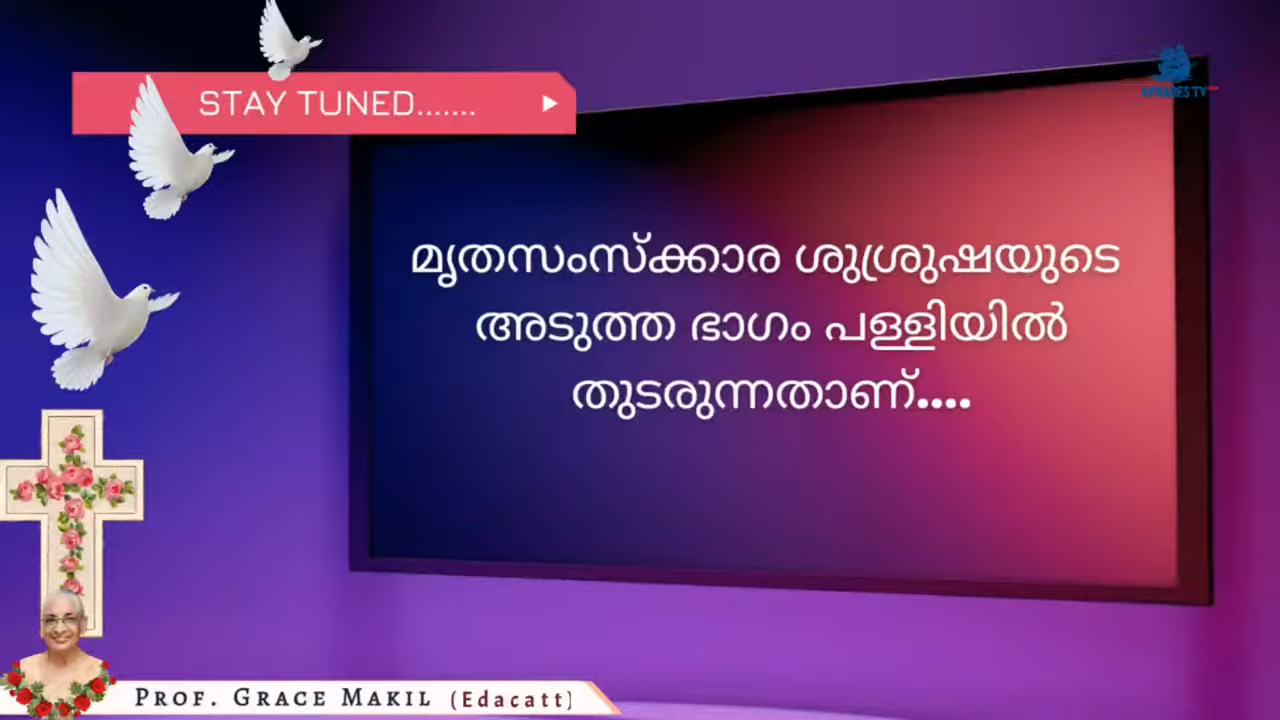 STAY TUNED.......
മൃതസംസ്ക്കാര ശുശ്രുഷയുടെ
അടുത്ത ഭാഗം പള്ളിയിൽ
തുടരുന്നതാണ്....
PROF. GRACE MAKIL (Edacatt)